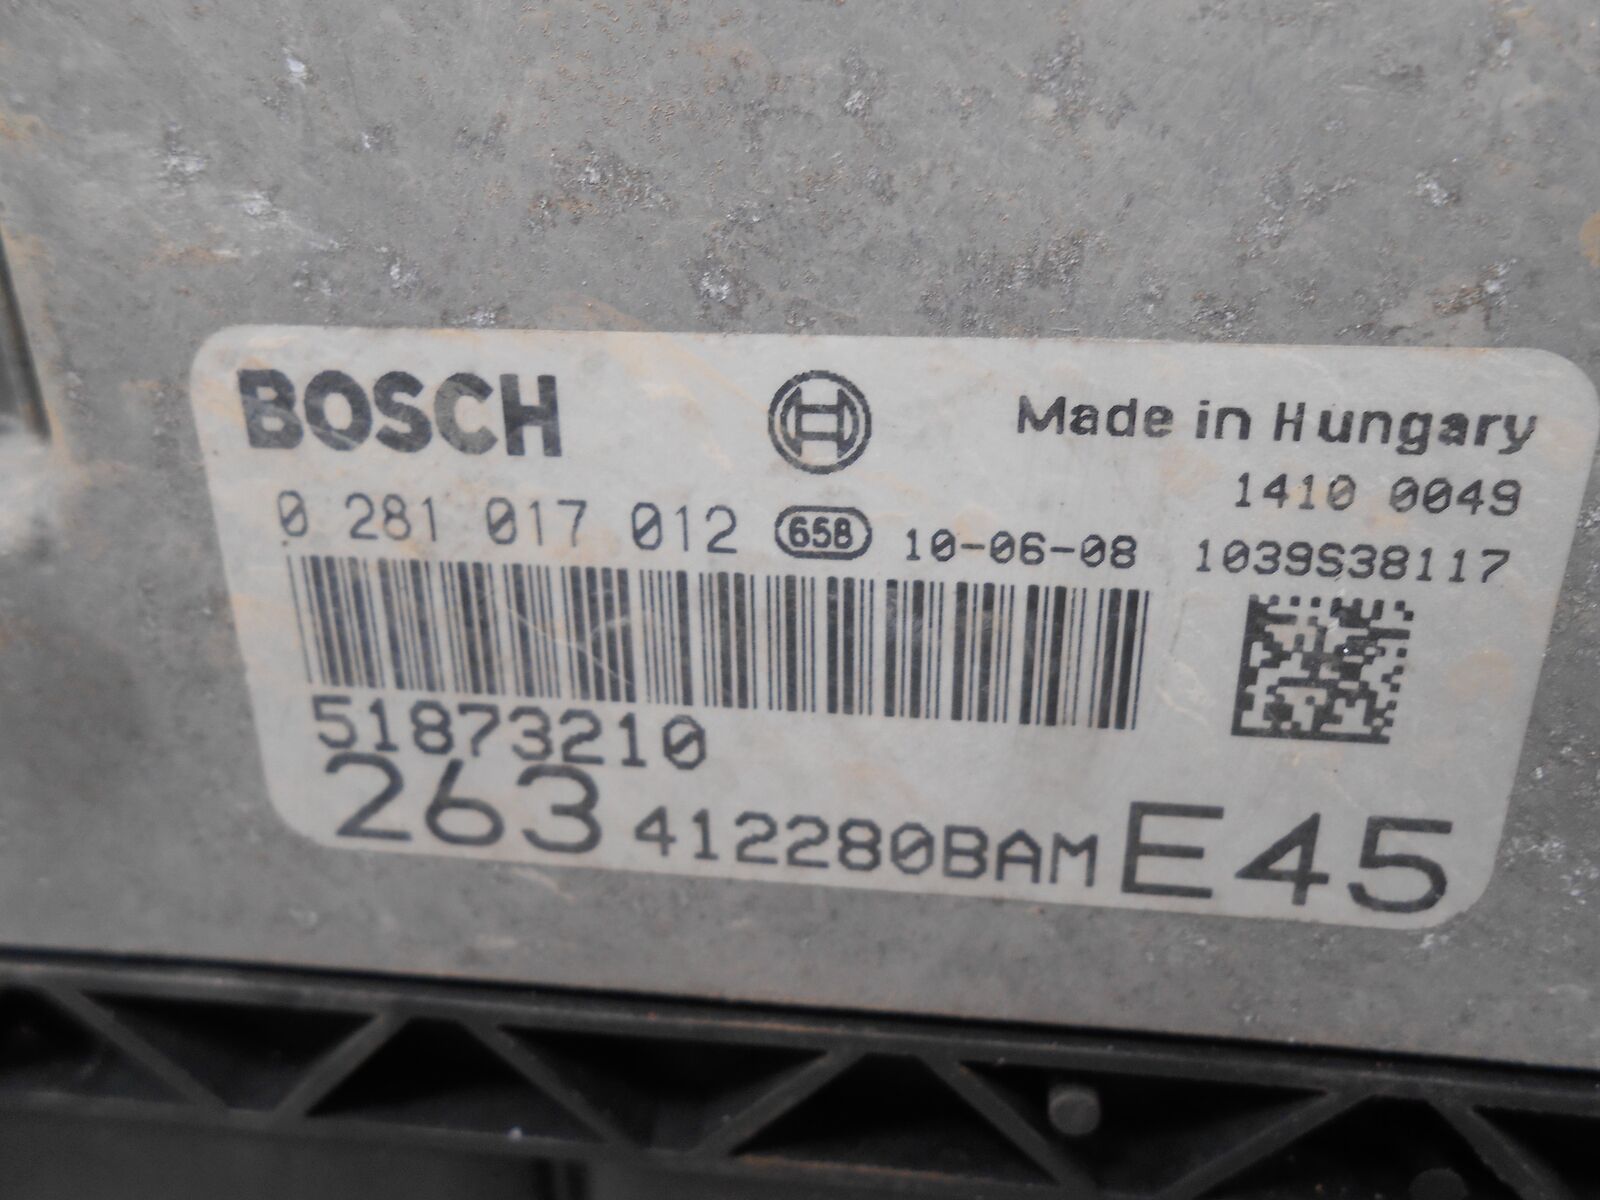 BOSCH
Made in Hungary
1410 0049
0 281 017 012 658 10-06-08 1039S38117
51873210
263 412280BAM E45